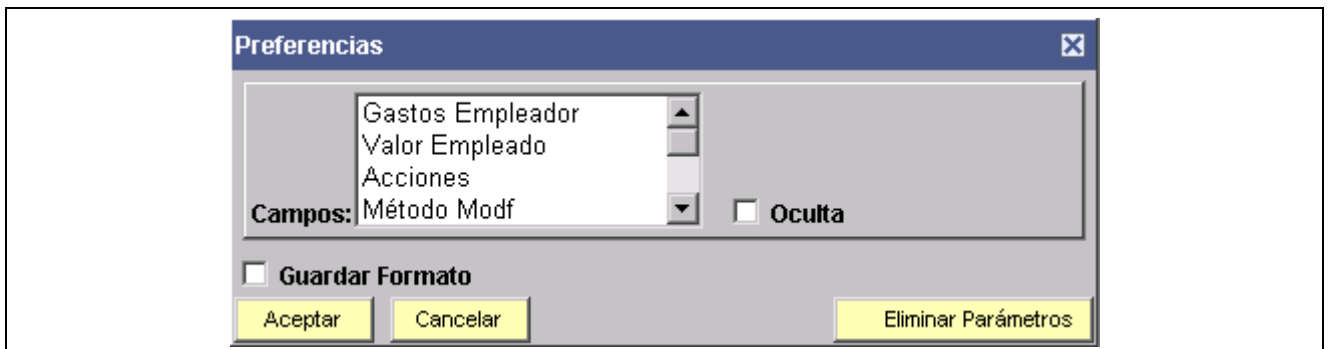 Preferencias
Gastos Empleador
Valor Empleado
Acciones
Campos: Método Modf
Oculta
Guardar Formato
Aceptar Cancelar Eliminar Parámetros